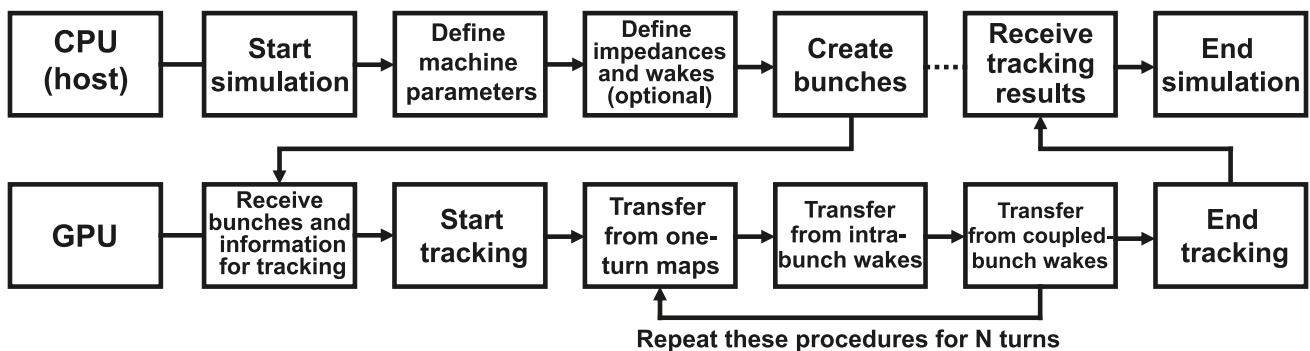 CPU
(host)
Start
simulation
Define
machine
parameters
Define
impedances
and wakes
(optional)
Create
bunches
Receive
tracking
results
End
simulation
GPU
Receive
bunches and
information
for tracking
Start
tracking
Transfer
from one-
turn maps
Transfer
from intra-
bunch wakes
Transfer
from coupled-
bunch wakes
End
tracking
Repeat these procedures for N turns